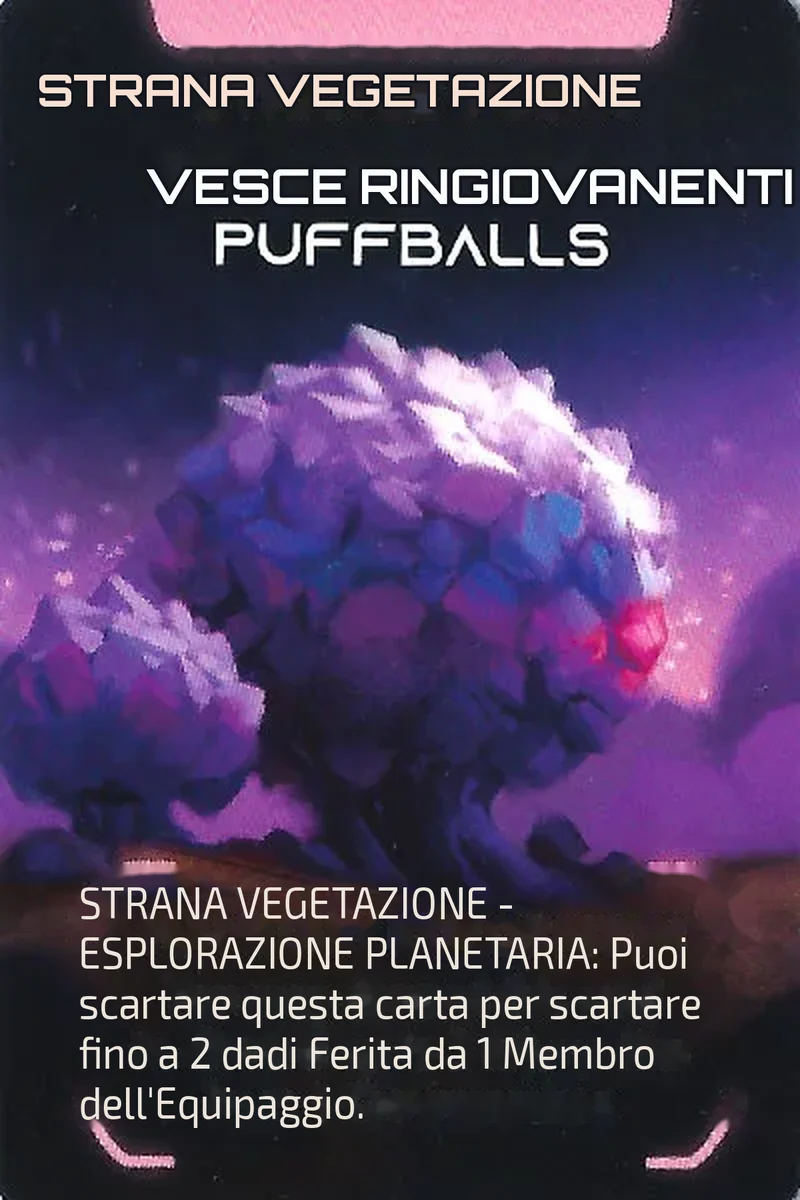 STRANA VEGETAZIONE
VESCE RINGIOVANENTI
PUFFBALLS
STRANA VEGETAZIONE -
ESPLORAZIONE PLANETARIA: Puoi
scartare questa carta per scartare
fino a 2 dadi Ferita da 1 Membro
dell'Equipaggio.